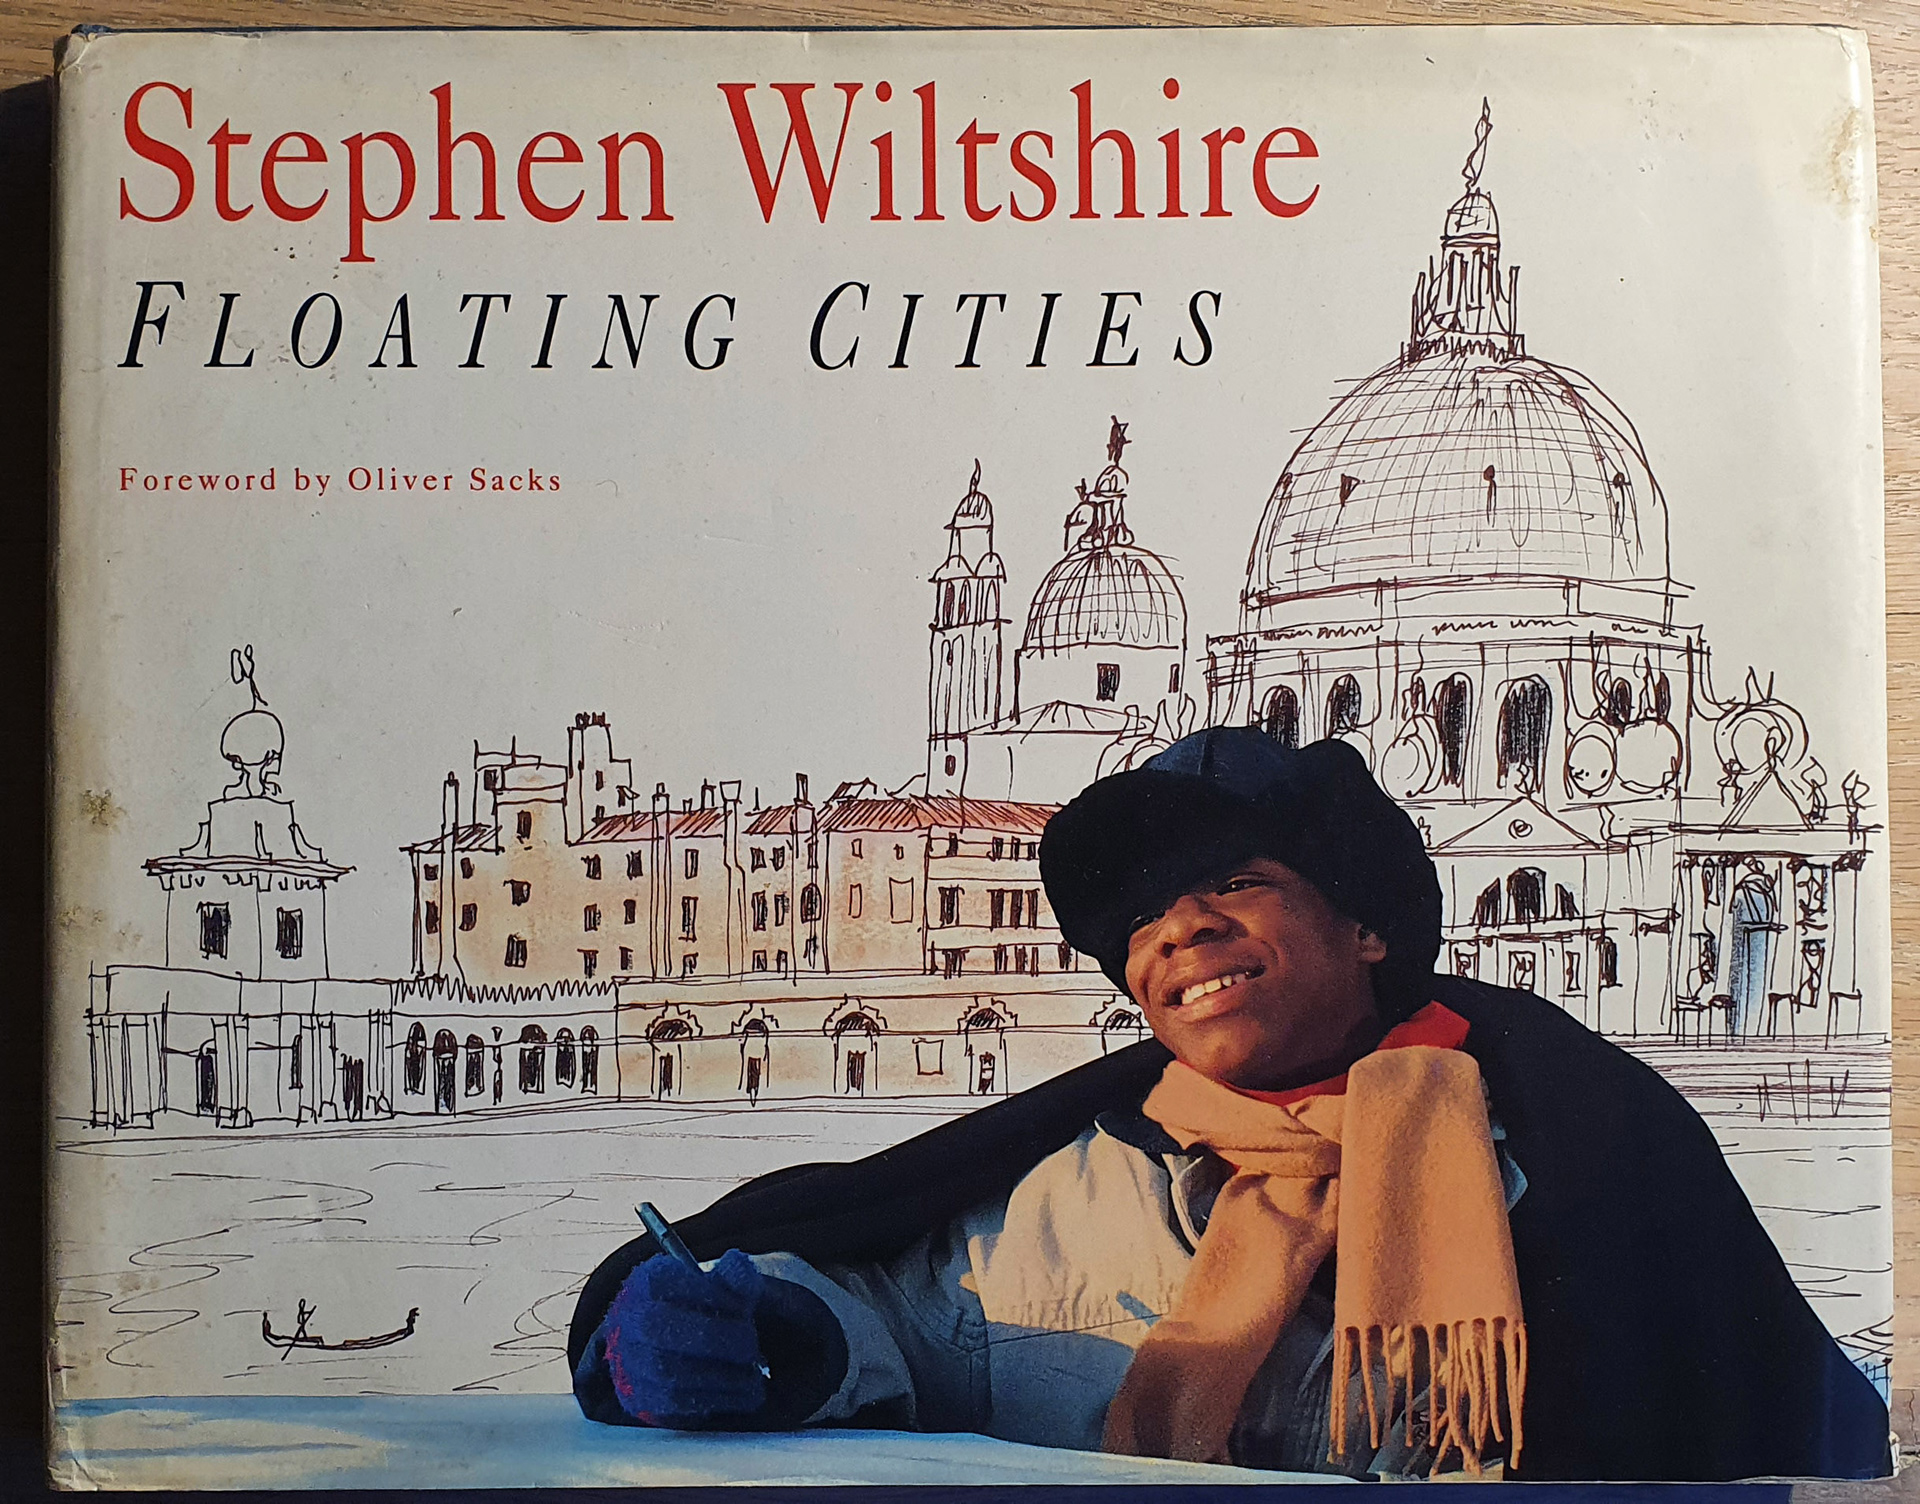 Stephen Wiltshire
FLOATING CITIES
Foreword by Oliver Sacks